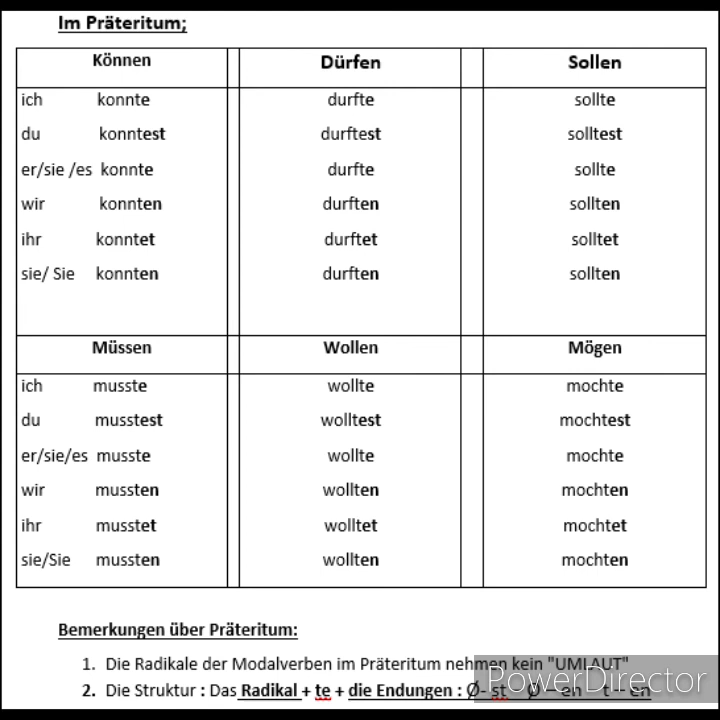 Im Präteritum;
Können Dürfen Sollen
ich konnte durfte sollte
du konntest durftest solltest
er/sie /es konnte durfte sollte
wir konnten durften sollten
ihr konntet durftet solltet
sie/ Sie konnten durften sollten
Müssen Wollen Mögen
ich musste wollte mochte
du musstest wolltest mochtest
er/sie/es musste wollte mochte
wir mussten wollten mochten
ihr musstet wolltet mochtet
sie/Sie mussten wollten mochten
Bemerkungen über Präteritum:
1. Die Radikale der Modalverben im Präteritum nehmen kein "UMLAUT"
2. Die Struktur : Das Radikal + te + die Endungen : Ø- st Ø – en t – en
PowerDirector